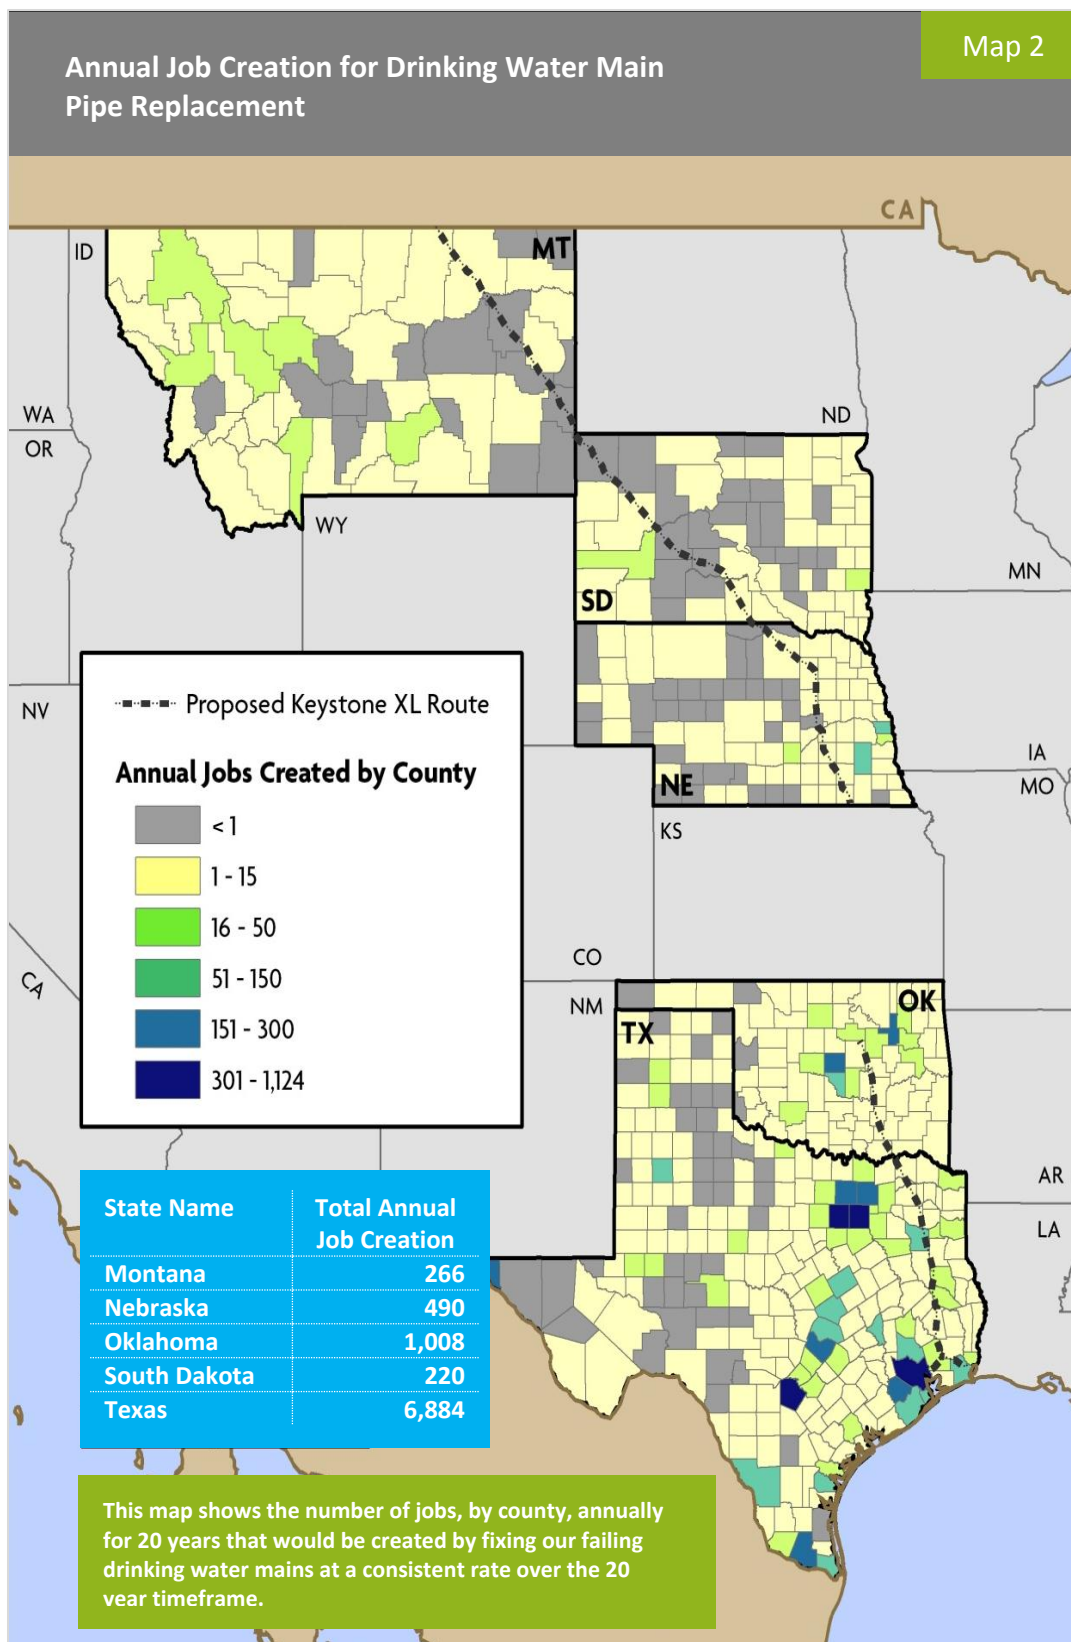 Map 2
Annual Job Creation for Drinking Water Main
Pipe Replacement
CA
ID
MT
WA
OR
ND
WY
MN
SD
NV
IA
MO
NE
KS
Proposed Keystone XL Route
Annual Jobs Created by County
< 1
1 - 15
16 - 50
51 - 150
151 - 300
301 - 1,124
CA
CO
NM
OK
TX
AR
LA
State Name Total Annual
Job Creation
Montana 266
Nebraska 490
Oklahoma 1,008
South Dakota 220
Texas 6,884
This map shows the number of jobs, by county, annually
for 20 years that would be created by fixing our failing
drinking water mains at a consistent rate over the 20
year timeframe.